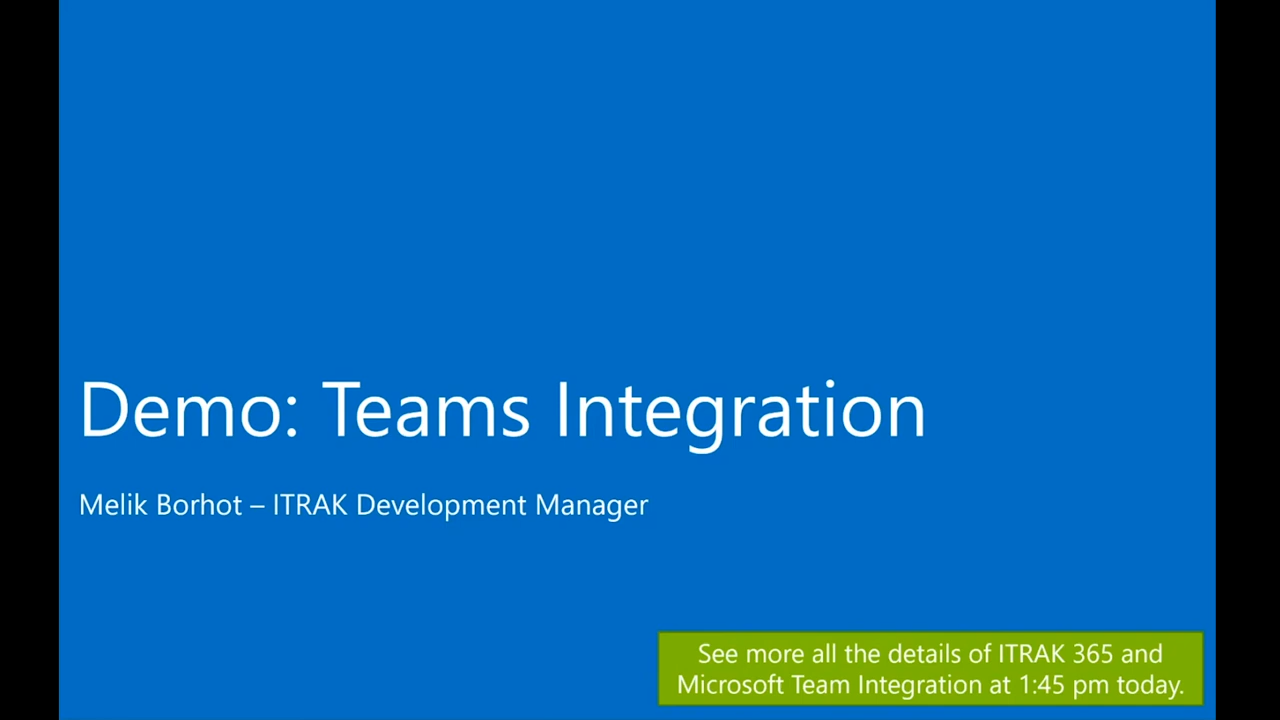 Demo: Teams Integration
Melik Borhot – ITRAK Development Manager
See more all the details of ITRAK 365 and
Microsoft Team Integration at 1:45 pm today.